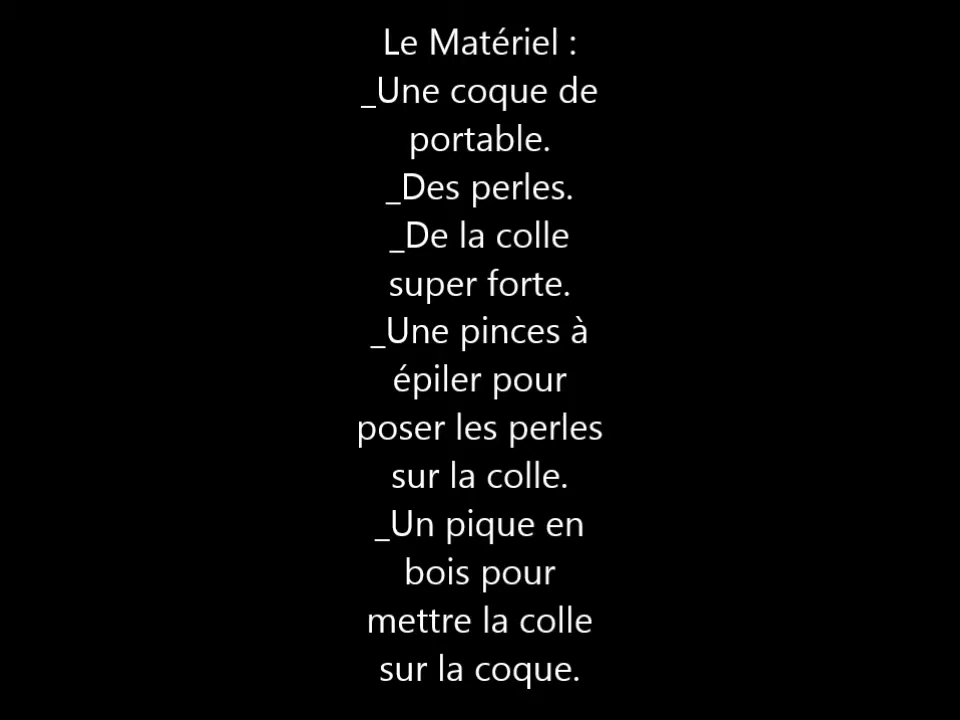 Le Matériel :
_Une coque de
portable.
_Des perles.
_De la colle
super forte.
_Une pinces à
épiler pour
poser les perles
sur la colle.
_Un pique en
bois pour
mettre la colle
sur la coque.